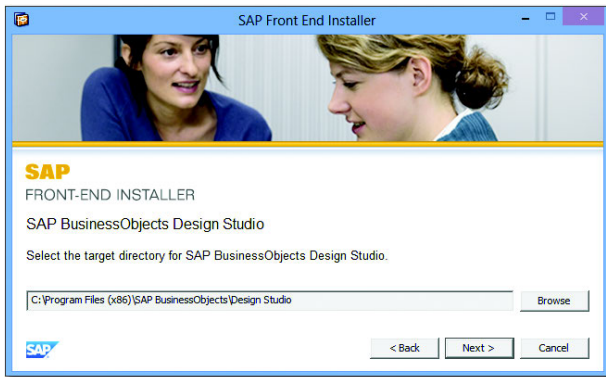 SAP Front End Installer
SAP
FRONT-END INSTALLER
SAP BusinessObjects Design Studio
Select the target directory for SAP BusinessObjects Design Studio.
C:\Program Files (x86)\SAP BusinessObjects\Design Studio
Browse
SAP
< Back
Next >
Cancel